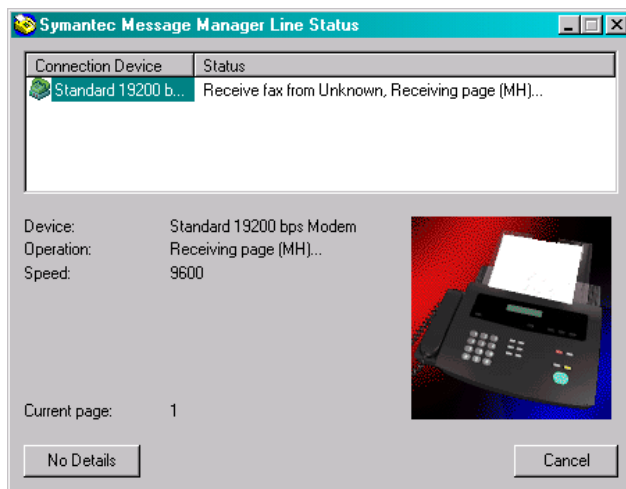 Symantec Message Manager Line Status
Connection Device Status
Standard 19200 b... Receive fax from Unknown, Receiving page (MH)...
Device: Standard 19200 bps Modem
Operation: Receiving page (MH)...
Speed: 9600
Current page: 1
No Details Cancel